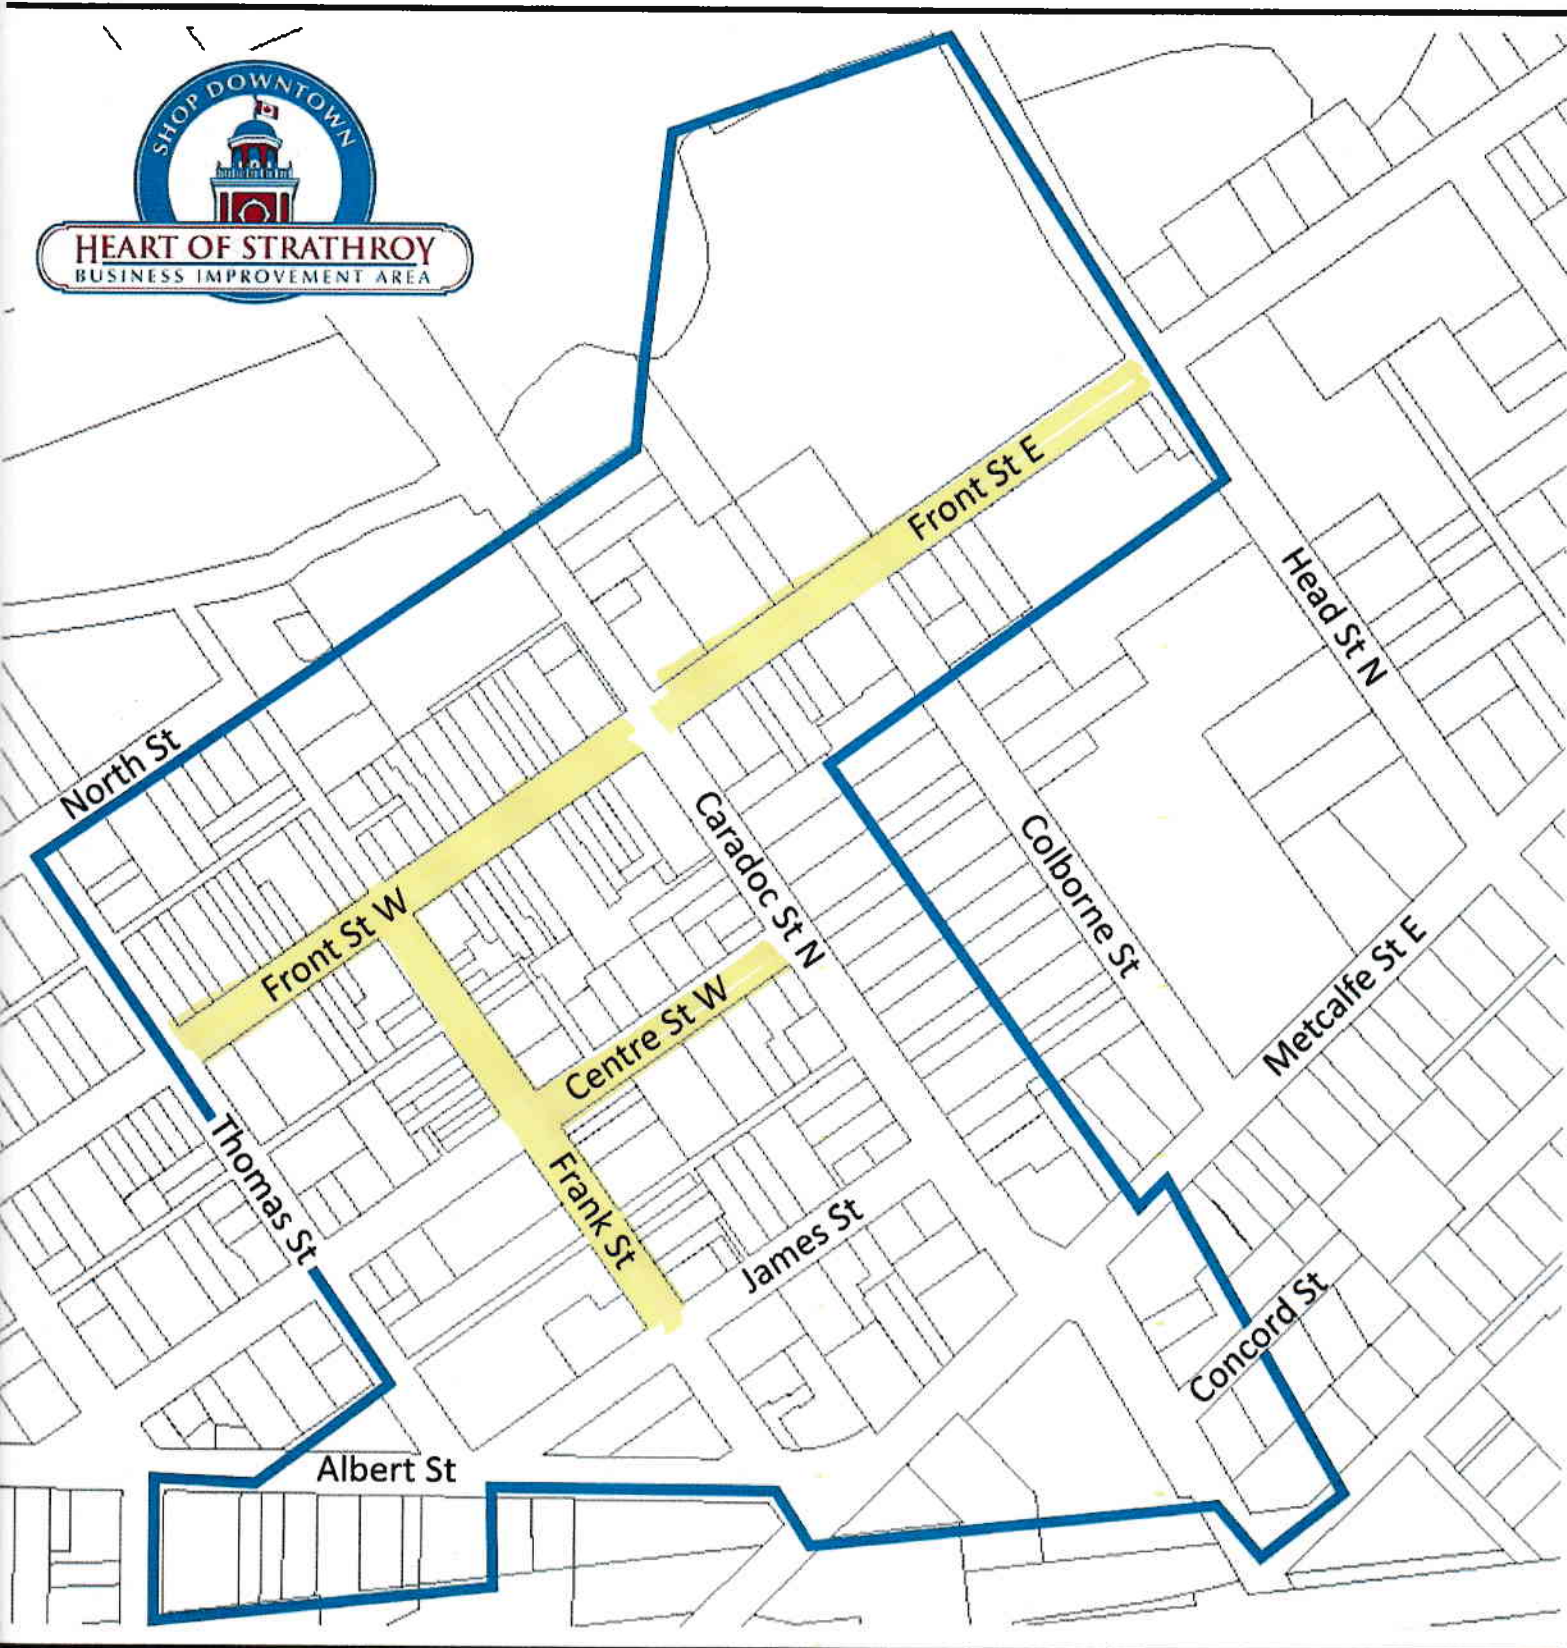 SHOP DOWNTOWN
HEART OF STRATHROY
BUSINESS IMPROVEMENT AREA
Front St E
Head St N
North St
Caradoc St N
Colborne St
Front St W
Metcalfe St E
Centre St W
Thomas St
Frank St
James St
Concord St
Albert St